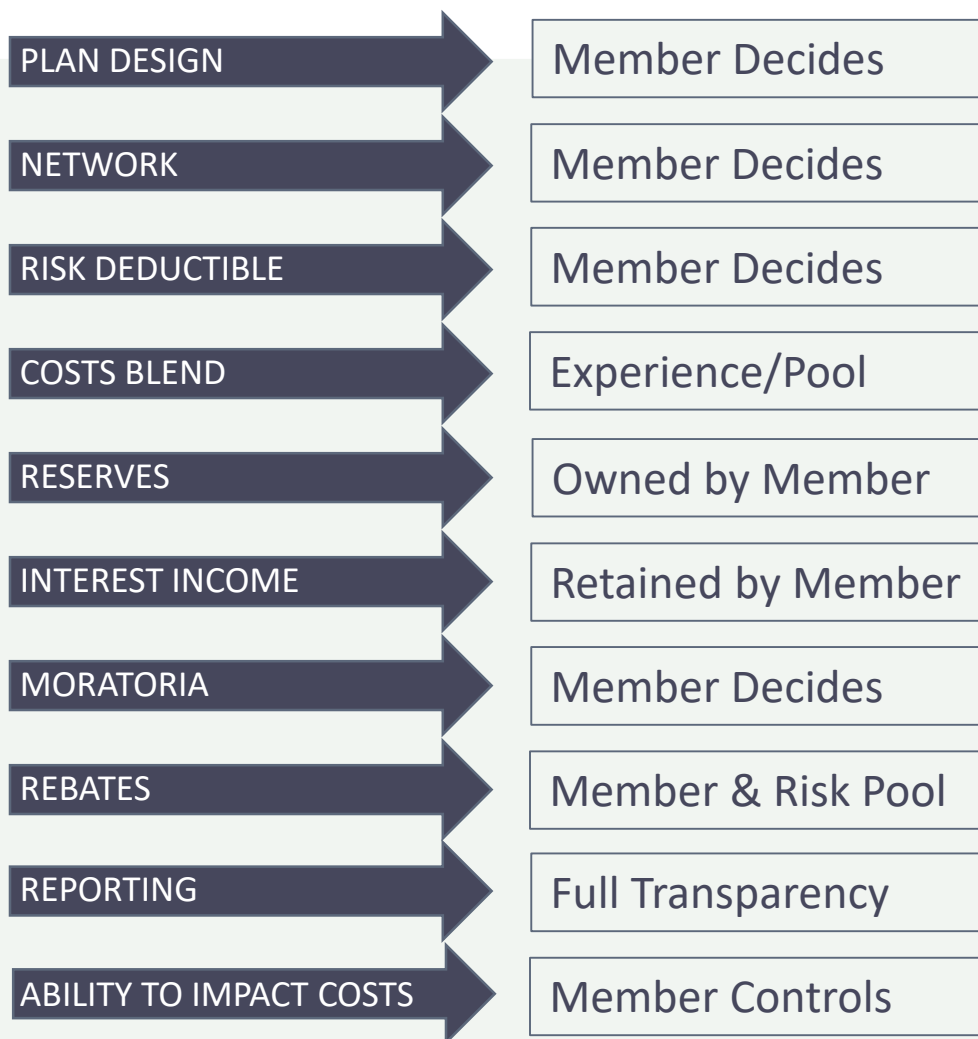 PLAN DESIGN
Member Decides
NETWORK
Member Decides
RISK DEDUCTIBLE
Member Decides
COSTS BLEND
Experience/Pool
RESERVES
Owned by Member
INTEREST INCOME
Retained by Member
MORATORIA
Member Decides
REBATES
Member & Risk Pool
REPORTING
Full Transparency
ABILITY TO IMPACT COSTS
Member Controls